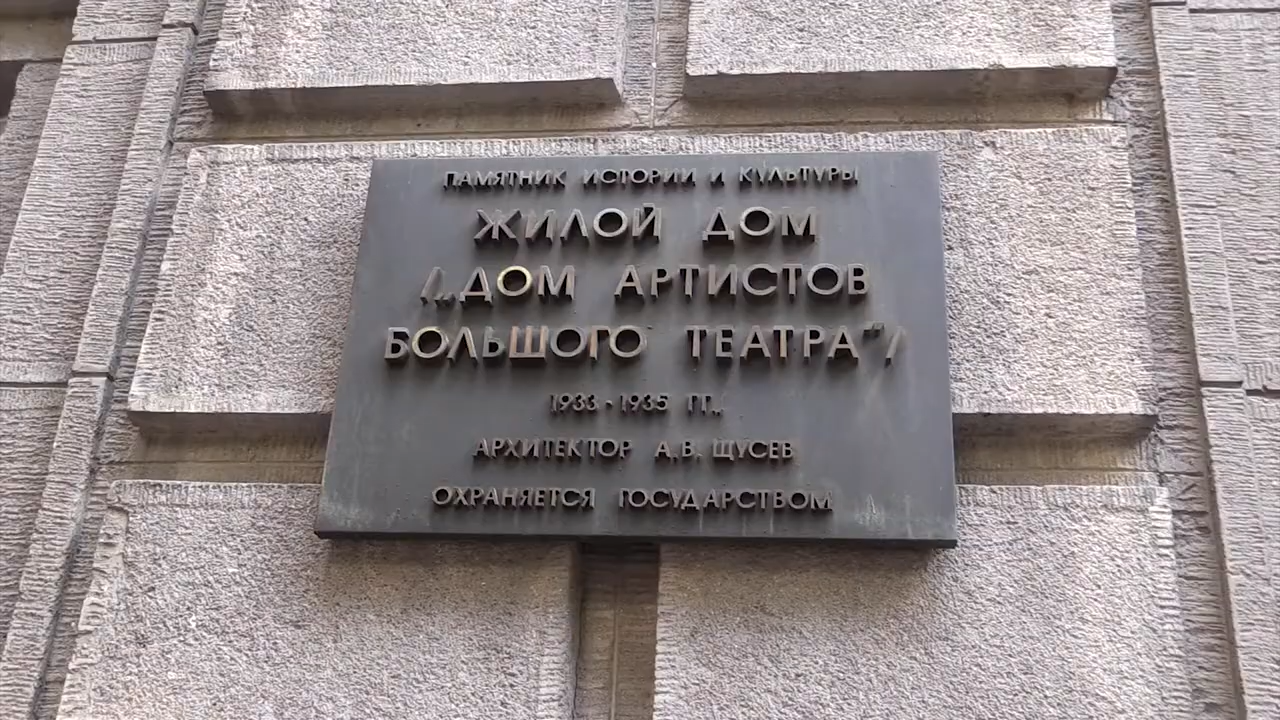 ПАМЯТНИК ИСТОРИИ И КУЛЬТУРЫ
ЖИЛОЙ ДОМ
/„ДОМ АРТИСТОВ
БОЛЬШОГО ТЕАТРА”/
1933-1935 ГГ.,
АРХИТЕКТОР А.В. ЩУСЕВ
ОХРАНЯЕТСЯ ГОСУДАРСТВОМ